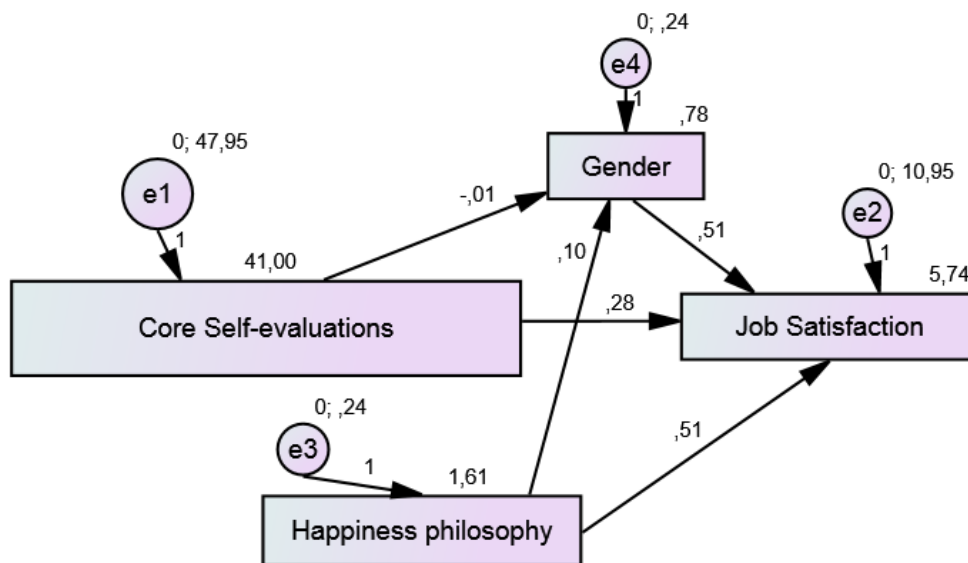 0; ,24
e4
1
,78
Gender
0; 47,95
e1
1
-,01
0; 10,95
e2
1
,51
,10
41,00
5,74
Core Self-evaluations
,28
Job Satisfaction
0; ,24
e3
1
1,61
,51
Happiness philosophy